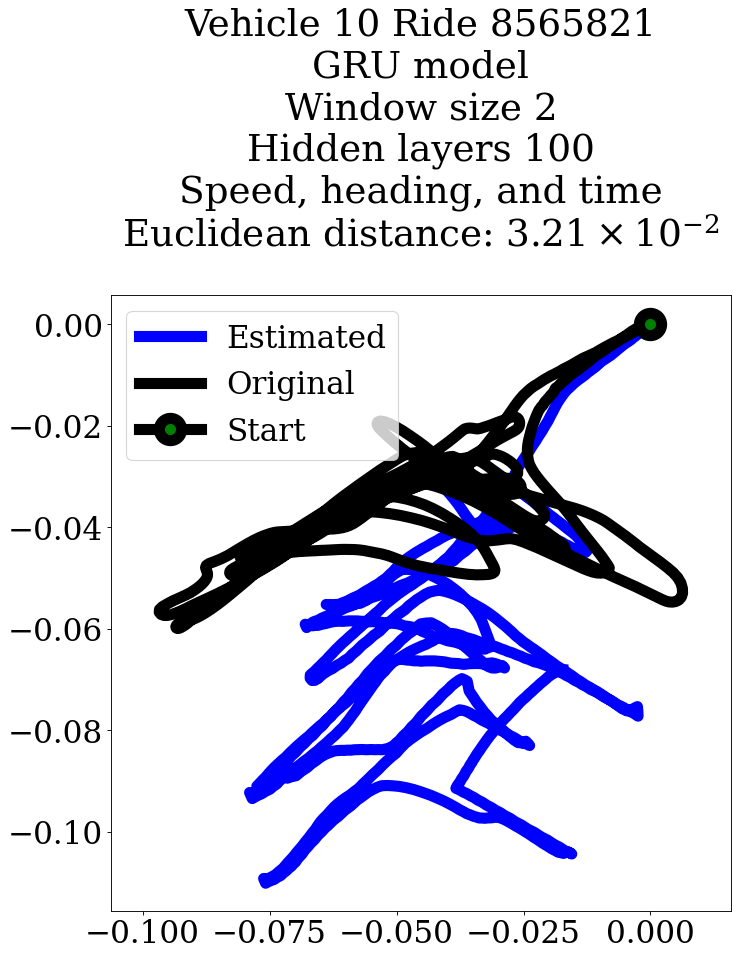 Vehicle 10 Ride 8565821
GRU model
Window size 2
Hidden layers 100
Speed, heading, and time
Euclidean distance: 3.21 × 10⁻²
Estimated
Original
Start
0.00
−0.02
−0.04
−0.06
−0.08
−0.10
−0.100 −0.075 −0.050 −0.025 0.000